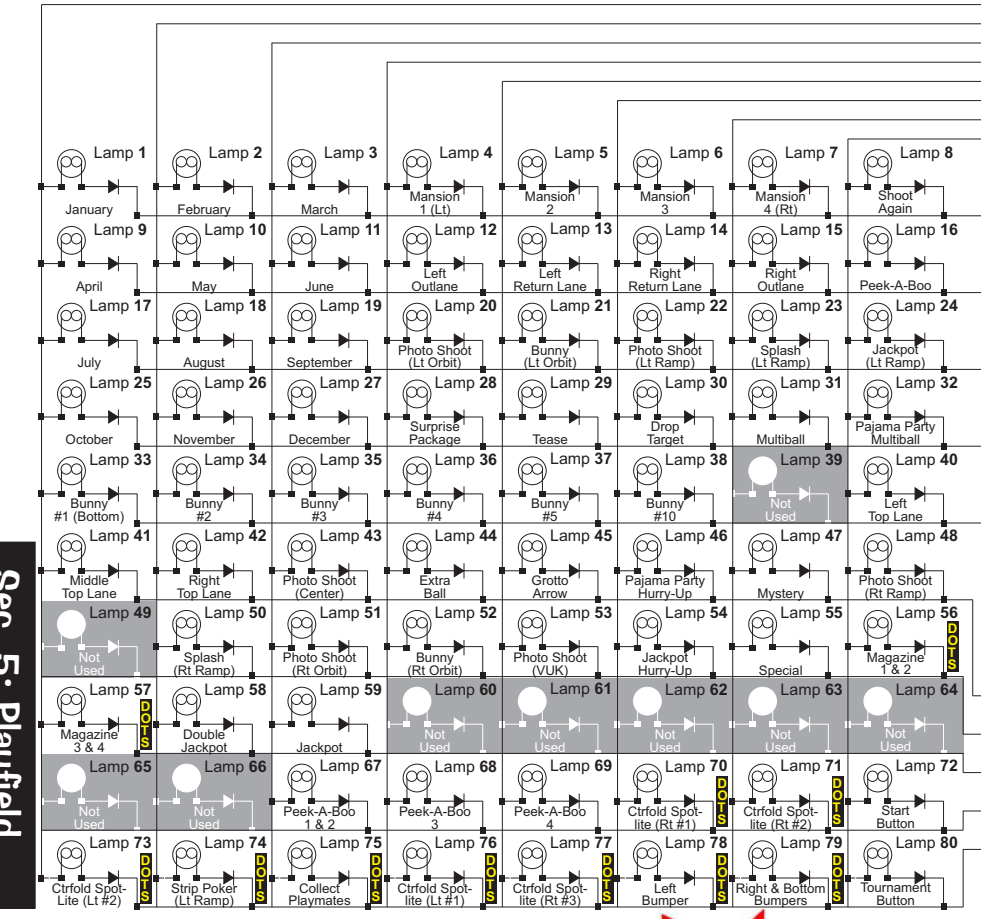 Lamp 1 Lamp 2 Lamp 3 Lamp 4 Lamp 5 Lamp 6 Lamp 7 Lamp 8
January February March Mansion 1 (Lt) Mansion 2 Mansion 3 Mansion 4 (Rt) Shoot Again
Lamp 9 Lamp 10 Lamp 11 Lamp 12 Lamp 13 Lamp 14 Lamp 15 Lamp 16
April May June Left Outlane Left Return Lane Right Return Lane Right Outlane Peek-A-Boo
Lamp 17 Lamp 18 Lamp 19 Lamp 20 Lamp 21 Lamp 22 Lamp 23 Lamp 24
July August September Photo Shoot (Lt Orbit) Bunny (Lt Orbit) Photo Shoot (Lt Ramp) Splash (Lt Ramp) Jackpot (Lt Ramp)
Lamp 25 Lamp 26 Lamp 27 Lamp 28 Lamp 29 Lamp 30 Lamp 31 Lamp 32
October November December Surprise Package Tease Drop Target Multiball Pajama Party Multiball
Lamp 33 Lamp 34 Lamp 35 Lamp 36 Lamp 37 Lamp 38 Lamp 39 Lamp 40
Bunny #1 (Bottom) Bunny #2 Bunny #3 Bunny #4 Bunny #5 Bunny #10 Not Used Left Top Lane
Lamp 41 Lamp 42 Lamp 43 Lamp 44 Lamp 45 Lamp 46 Lamp 47 Lamp 48
Middle Top Lane Right Top Lane Photo Shoot (Center) Extra Ball Grotto Arrow Pajama Party Hurry-Up Mystery Photo Shoot (Rt Ramp)
Lamp 49 Lamp 50 Lamp 51 Lamp 52 Lamp 53 Lamp 54 Lamp 55 Lamp 56 DOTS
Not Used Splash (Rt Ramp) Photo Shoot (Rt Orbit) Bunny (Rt Orbit) Photo Shoot (VUK) Jackpot Hurry-Up Special Magazine 1 & 2
Lamp 57 DOTS Lamp 58 Lamp 59 Lamp 60 Lamp 61 Lamp 62 Lamp 63 Lamp 64
Magazine 3 & 4 Double Jackpot Jackpot Not Used Not Used Not Used Not Used Not Used
Lamp 65 Lamp 66 Lamp 67 Lamp 68 Lamp 69 Lamp 70 DOTS Lamp 71 DOTS Lamp 72
Not Used Not Used Peek-A-Boo 1 & 2 Peek-A-Boo 3 Peek-A-Boo 4 Ctrfold Spot-lite (Rt #1) Ctrfold Spot-lite (Rt #2) Start Button
Lamp 73 DOTS Lamp 74 DOTS Lamp 75 DOTS Lamp 76 DOTS Lamp 77 DOTS Lamp 78 DOTS Lamp 79 DOTS Lamp 80
Ctrfold Spot-Lite (Lt #2) Strip Poker (Lt Ramp) Collect Playmates Ctrfold Spot-lite (Lt #1) Ctrfold Spot-lite (Rt #3) Left Bumper Right & Bottom Bumpers Tournament Button
Sec. 5: Playfield